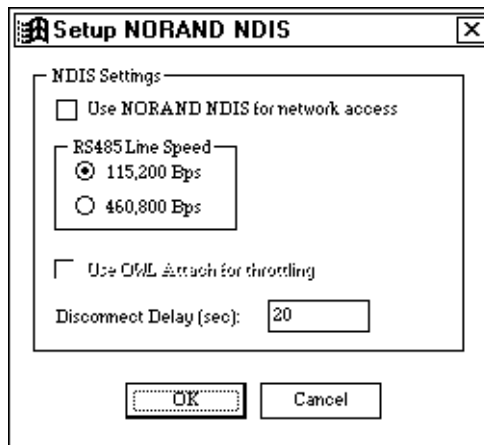 Setup NORAND NDIS
NDIS Settings
Use NORAND NDIS for network access
RS485 Line Speed
115,200 Bps
460,800 Bps
Use OWL Attach for throttling
Disconnect Delay (sec): 20
OK Cancel